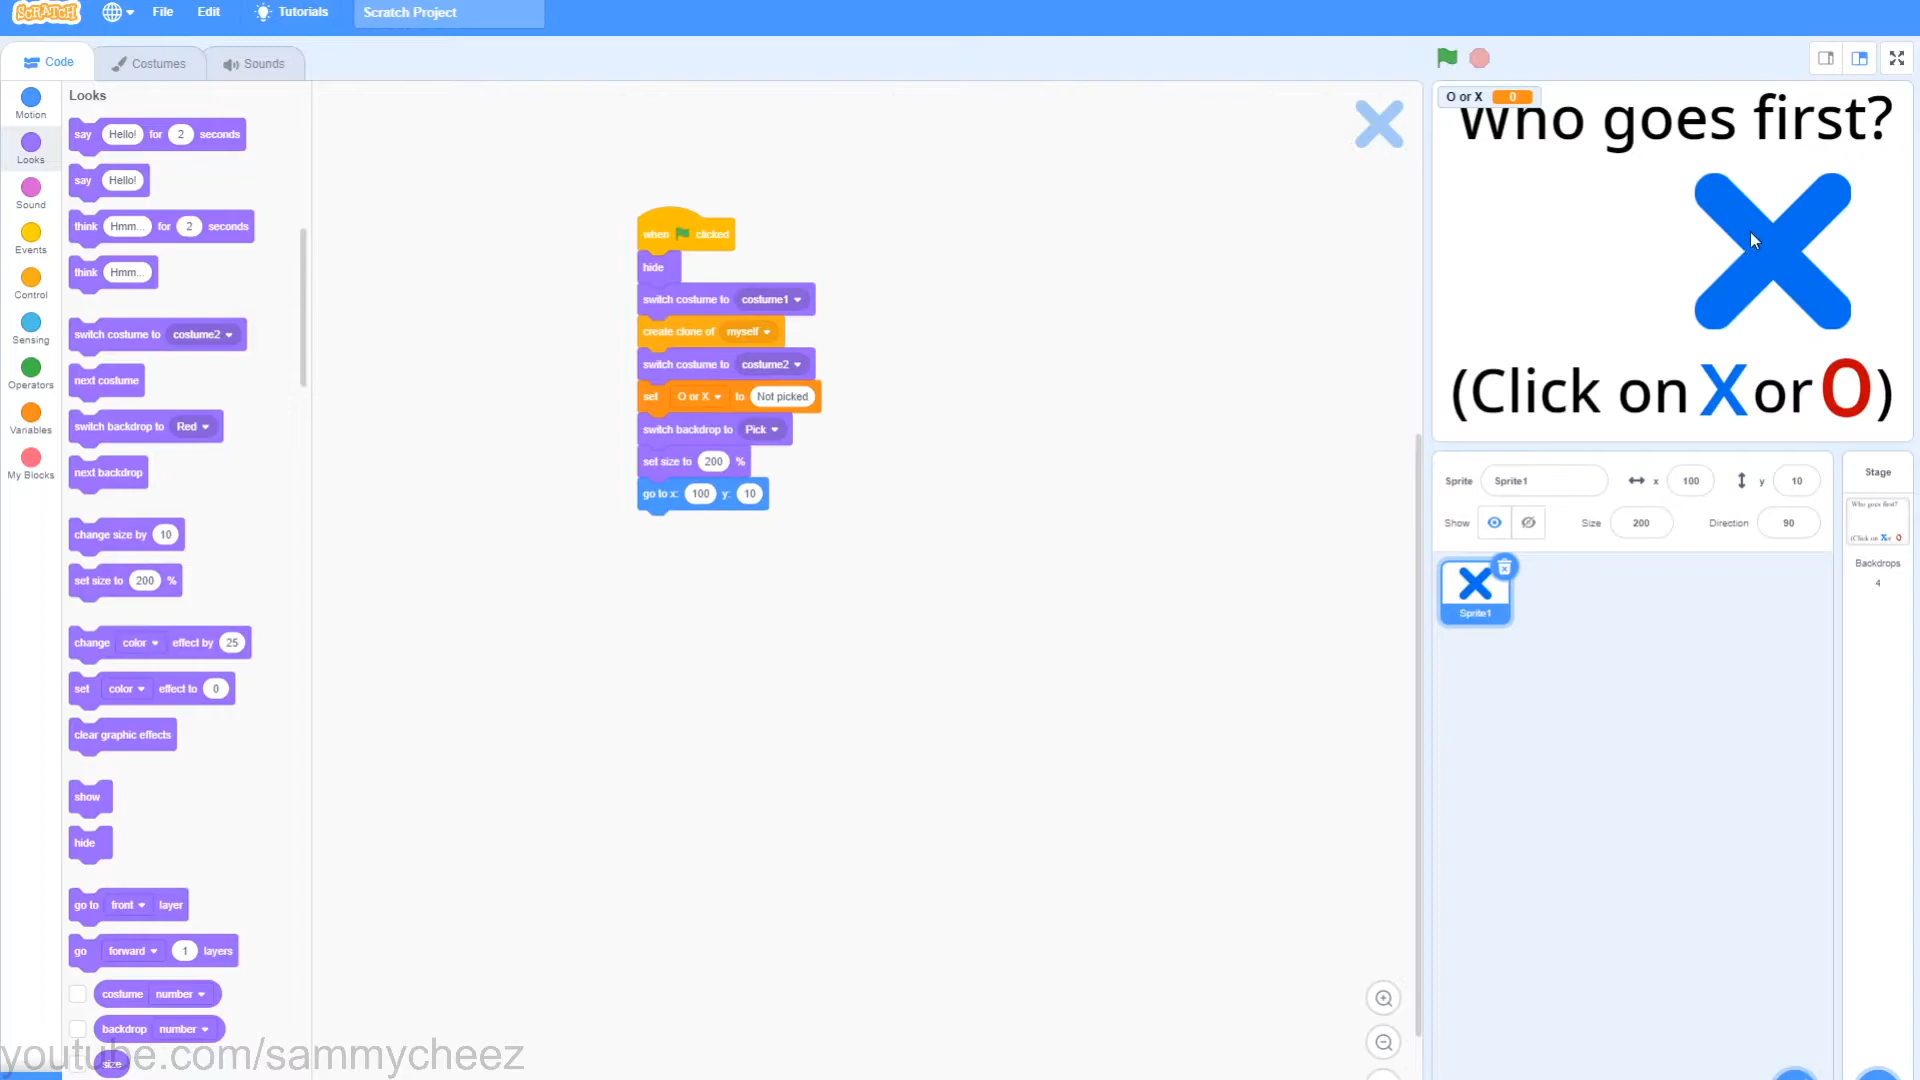 SCRATCH File Edit Tutorials Scratch Project
Code Costumes Sounds
Motion
Looks
Sound
Events
Control
Sensing
Operators
Variables
My Blocks
Looks
say Hello! for 2 seconds
say Hello!
think Hmm... for 2 seconds
think Hmm...
switch costume to costume2
next costume
switch backdrop to Red
next backdrop
change size by 10
set size to 200 %
change color effect by 25
set color effect to 0
clear graphic effects
show
hide
go to front layer
go forward 1 layers
costume number
backdrop number
size
when clicked
hide
switch costume to costume1
create clone of myself
switch costume to costume2
set O or X to Not picked
switch backdrop to Pick
set size to 200 %
go to x: 100 y: 10
O or X 0
Who goes first?
(Click on X or O)
Sprite Sprite1 x 100 y 10
Show Size 200 Direction 90
Sprite1
Stage
Who goes first?
(Click on X or O
Backdrops
4
youtube.com/sammycheez